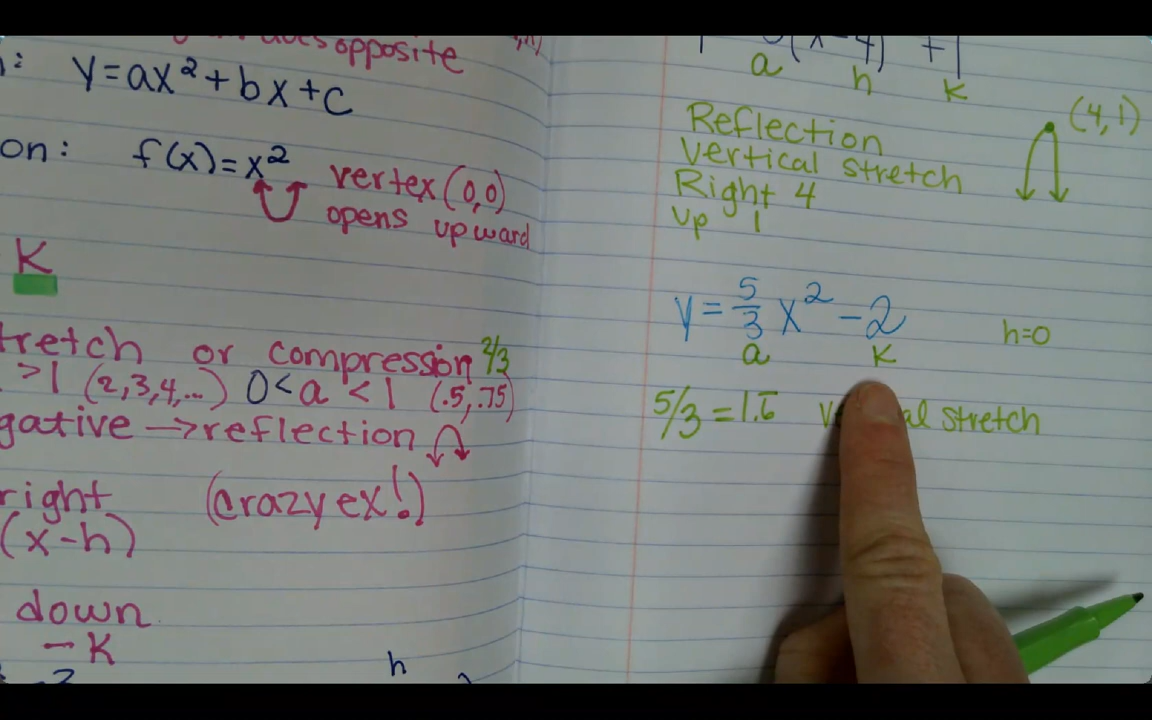 opposite
: y=ax²+bx+c
on: f(x)=x²
vertex (0,0)
opens upward
K
tretch or compression 2/3
>1 (2,3,4,...) 0<a<1 (.5,.75)
gative →reflection
right (crazy ex!)
(x-h)
down
-K
h
(x-4) +1
a h K
Reflection
(4,1)
vertical stretch
Right 4
up 1
y=5/3 x²-2
h=0
a K
5/3=1.6 al stretch